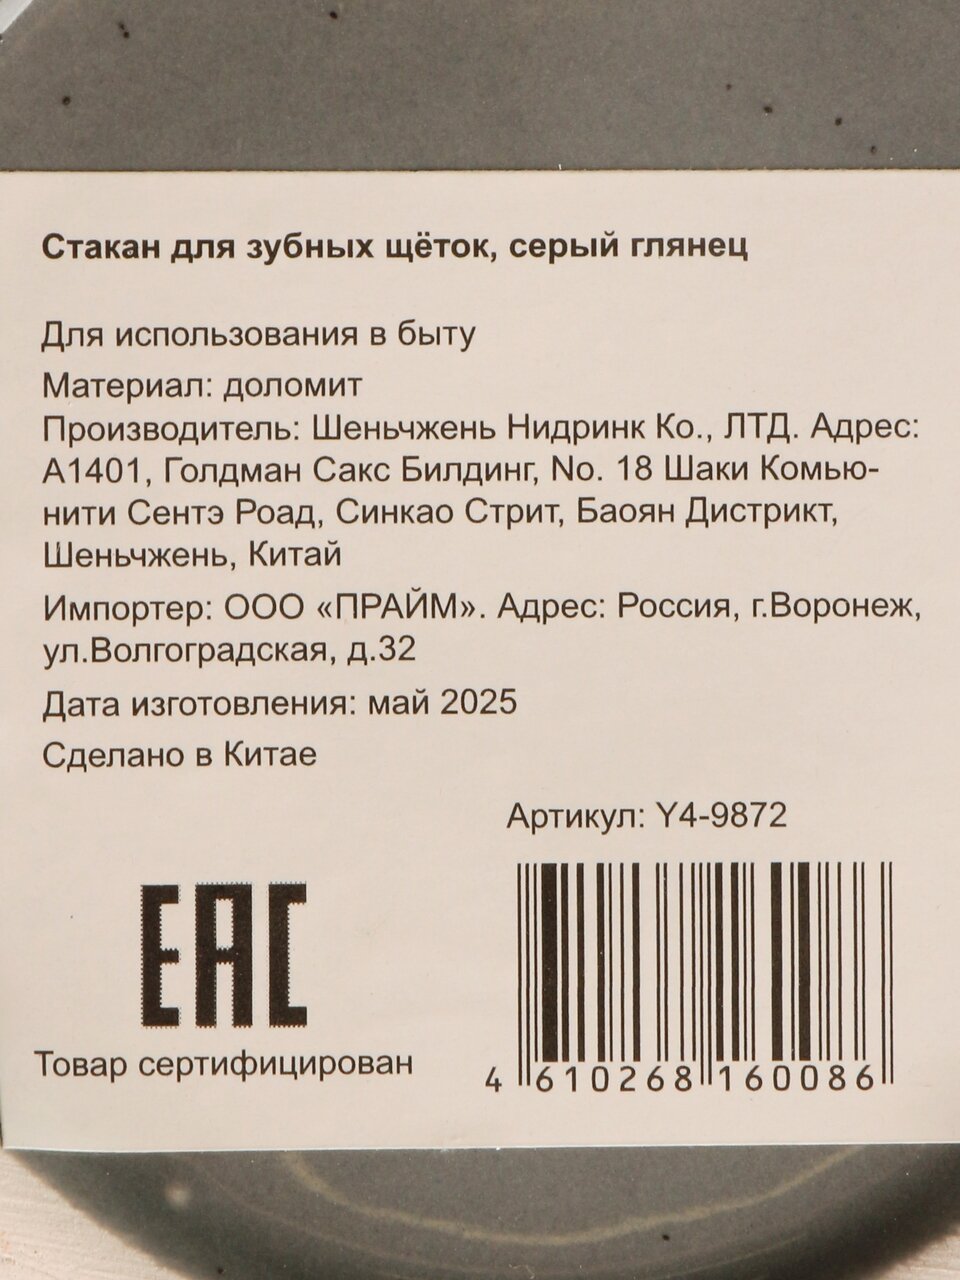 Стакан для зубных щёток, серый глянец
Для использования в быту
Материал: доломит
Производитель: Шеньчжень Нидринк Ко., ЛТД. Адрес:
А1401, Голдман Сакс Билдинг, No. 18 Шаки Комью-
нити Сентэ Роад, Синкао Стрит, Баоян Дистрикт,
Шеньчжень, Китай
Импортер: ООО «ПРАЙМ». Адрес: Россия, г.Воронеж,
ул.Волгоградская, д.32
Дата изготовления: май 2025
Сделано в Китае
Артикул: Y4-9872
ЕАС
Товар сертифицирован
4 610268 160086